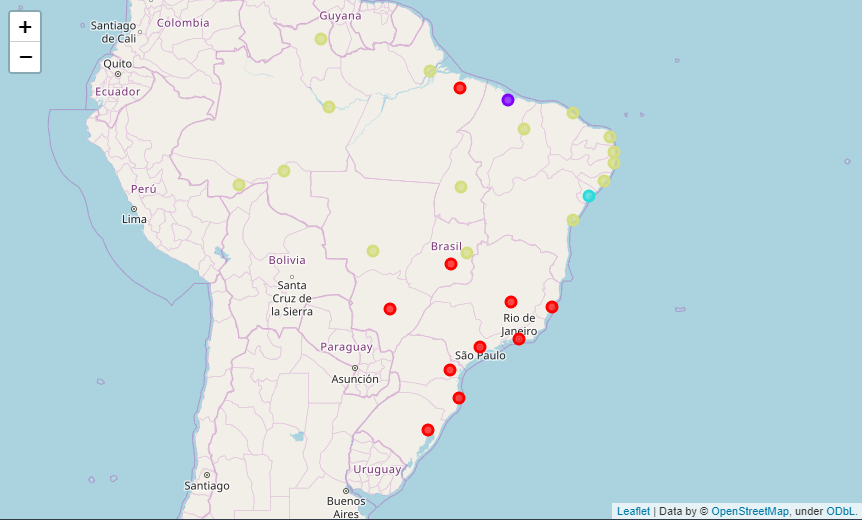 +
−
Guyana
Colombia
Santiago
de Cali
Quito
Ecuador
Perú
Lima
Brasil
Bolivia
Santa
Cruz de
la Sierra
Rio de
Janeiro
Paraguay
São Paulo
Asunción
Uruguay
Santiago
Buenos
Aires
Leaflet | Data by © OpenStreetMap, under ODbL.